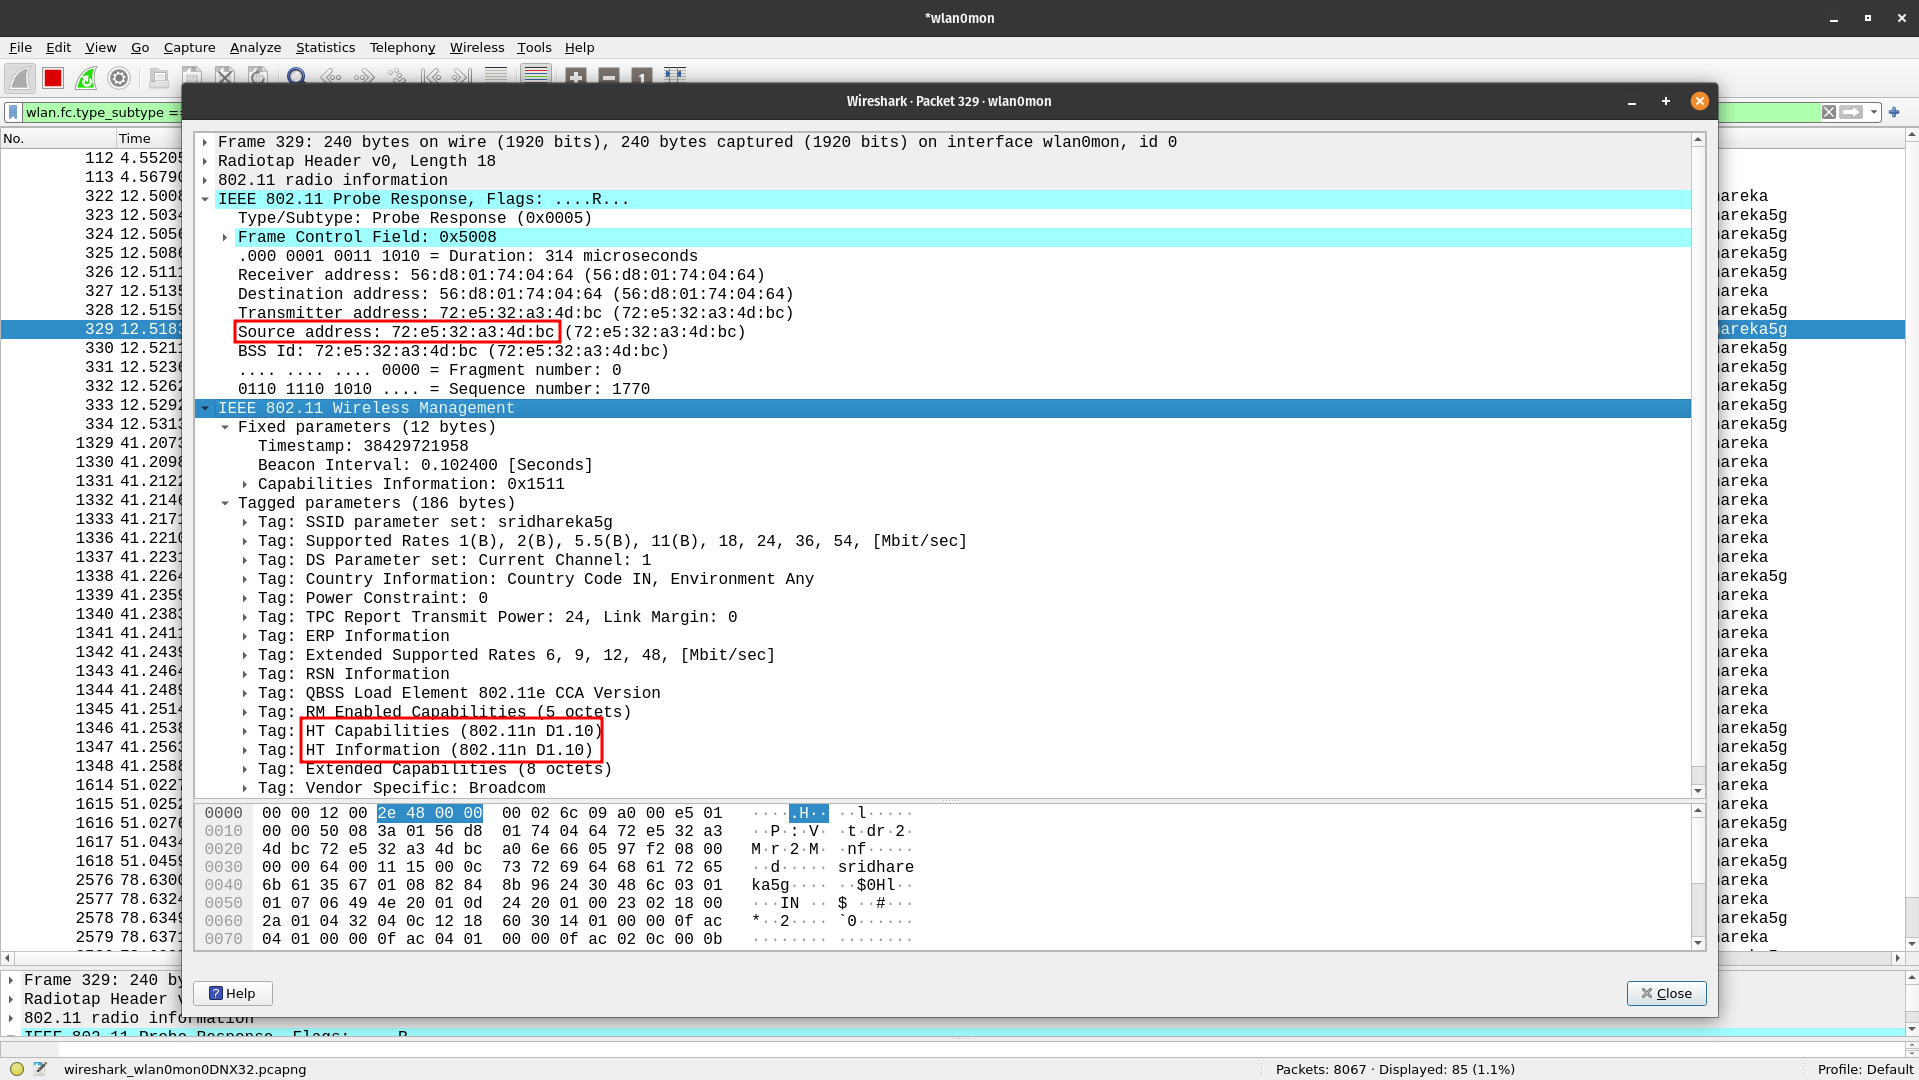 *wlan0mon
File Edit View Go Capture Analyze Statistics Telephony Wireless Tools Help
wlan.fc.type_subtype ==
Wireshark · Packet 329 · wlan0mon
No. Time
112 4.55205
113 4.5679
322 12.5008
323 12.5034
324 12.5056
325 12.5086
326 12.5111
327 12.5135
328 12.5159
329 12.5183
330 12.5211
331 12.5236
332 12.5262
333 12.5292
334 12.5313
1329 41.2073
1330 41.2098
1331 41.2122
1332 41.2146
1333 41.2171
1336 41.2210
1337 41.2231
1338 41.2264
1339 41.2359
1340 41.2383
1341 41.2411
1342 41.2439
1343 41.2464
1344 41.2489
1345 41.2514
1346 41.2538
1347 41.2563
1348 41.2588
1614 51.0227
1615 51.0252
1616 51.0276
1617 51.0434
1618 51.0459
2576 78.6300
2577 78.6324
2578 78.6349
2579 78.6371
Frame 329: 240 bytes on wire (1920 bits), 240 bytes captured (1920 bits) on interface wlan0mon, id 0
Radiotap Header v0, Length 18
802.11 radio information
IEEE 802.11 Probe Response, Flags: ....R...
Type/Subtype: Probe Response (0x0005)
Frame Control Field: 0x5008
.000 0001 0011 1010 = Duration: 314 microseconds
Receiver address: 56:d8:01:74:04:64 (56:d8:01:74:04:64)
Destination address: 56:d8:01:74:04:64 (56:d8:01:74:04:64)
Transmitter address: 72:e5:32:a3:4d:bc (72:e5:32:a3:4d:bc)
Source address: 72:e5:32:a3:4d:bc (72:e5:32:a3:4d:bc)
BSS Id: 72:e5:32:a3:4d:bc (72:e5:32:a3:4d:bc)
.... .... .... 0000 = Fragment number: 0
0110 1110 1010 .... = Sequence number: 1770
IEEE 802.11 Wireless Management
Fixed parameters (12 bytes)
Timestamp: 38429721958
Beacon Interval: 0.102400 [Seconds]
Capabilities Information: 0x1511
Tagged parameters (186 bytes)
Tag: SSID parameter set: sridhareka5g
Tag: Supported Rates 1(B), 2(B), 5.5(B), 11(B), 18, 24, 36, 54, [Mbit/sec]
Tag: DS Parameter set: Current Channel: 1
Tag: Country Information: Country Code IN, Environment Any
Tag: Power Constraint: 0
Tag: TPC Report Transmit Power: 24, Link Margin: 0
Tag: ERP Information
Tag: Extended Supported Rates 6, 9, 12, 48, [Mbit/sec]
Tag: RSN Information
Tag: QBSS Load Element 802.11e CCA Version
Tag: RM Enabled Capabilities (5 octets)
Tag: HT Capabilities (802.11n D1.10)
Tag: HT Information (802.11n D1.10)
Tag: Extended Capabilities (8 octets)
Tag: Vendor Specific: Broadcom
0000 00 00 12 00 2e 48 00 00 00 02 6c 09 a0 00 e5 01 ·····.H·· ··l·····
0010 00 00 50 08 3a 01 56 d8 01 74 04 64 72 e5 32 a3 ··P·:·V· ·t·dr·2·
0020 4d bc 72 e5 32 a3 4d bc a0 6e 66 05 97 f2 08 00 M·r·2·M· ·nf·····
0030 00 00 64 00 11 15 00 0c 73 72 69 64 68 61 72 65 ··d····· sridhare
0040 6b 61 35 67 01 08 82 84 8b 96 24 30 48 6c 03 01 ka5g···· ··$0Hl··
0050 01 07 06 49 4e 20 01 0d 24 20 01 00 23 02 18 00 ···IN ·· $ ··#···
0060 2a 01 04 32 04 0c 12 18 60 30 14 01 00 00 0f ac *··2···· `0······
0070 04 01 00 00 0f ac 04 01 00 00 0f ac 02 0c 00 0b ········ ········
Help
Close
areka
areka5g
areka5g
areka5g
areka5g
areka5g
areka5g
areka5g
areka5g
areka5g
areka5g
areka5g
areka5g
areka
areka
areka
areka
areka
areka
areka
areka5g
areka
areka
areka
areka
areka
areka
areka
areka5g
areka5g
areka5g
areka
areka
areka5g
areka
areka5g
areka
areka
areka5g
areka
Frame 329: 240 by
Radiotap Header v
802.11 radio information
IEEE 802.11 Probe Response, Flags: ....R...
wireshark_wlan0mon0DNX32.pcapng
Packets: 8067 · Displayed: 85 (1.1%)
Profile: Default